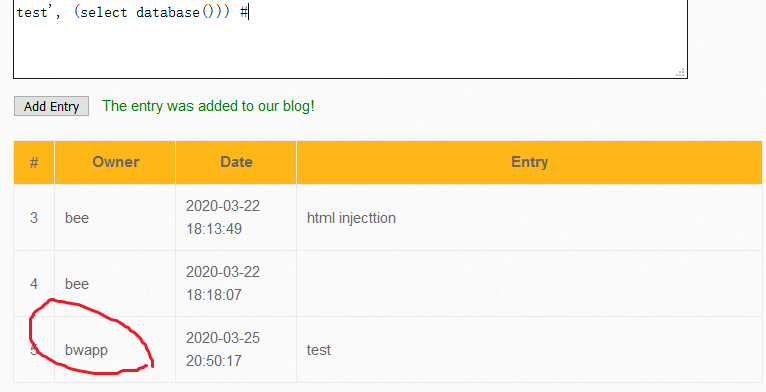 test', (select database())) #
Add Entry The entry was added to our blog!
# Owner Date Entry
3 bee 2020-03-22 18:13:49 html injecttion
4 bee 2020-03-22 18:18:07
5 bwapp 2020-03-25 20:50:17 test